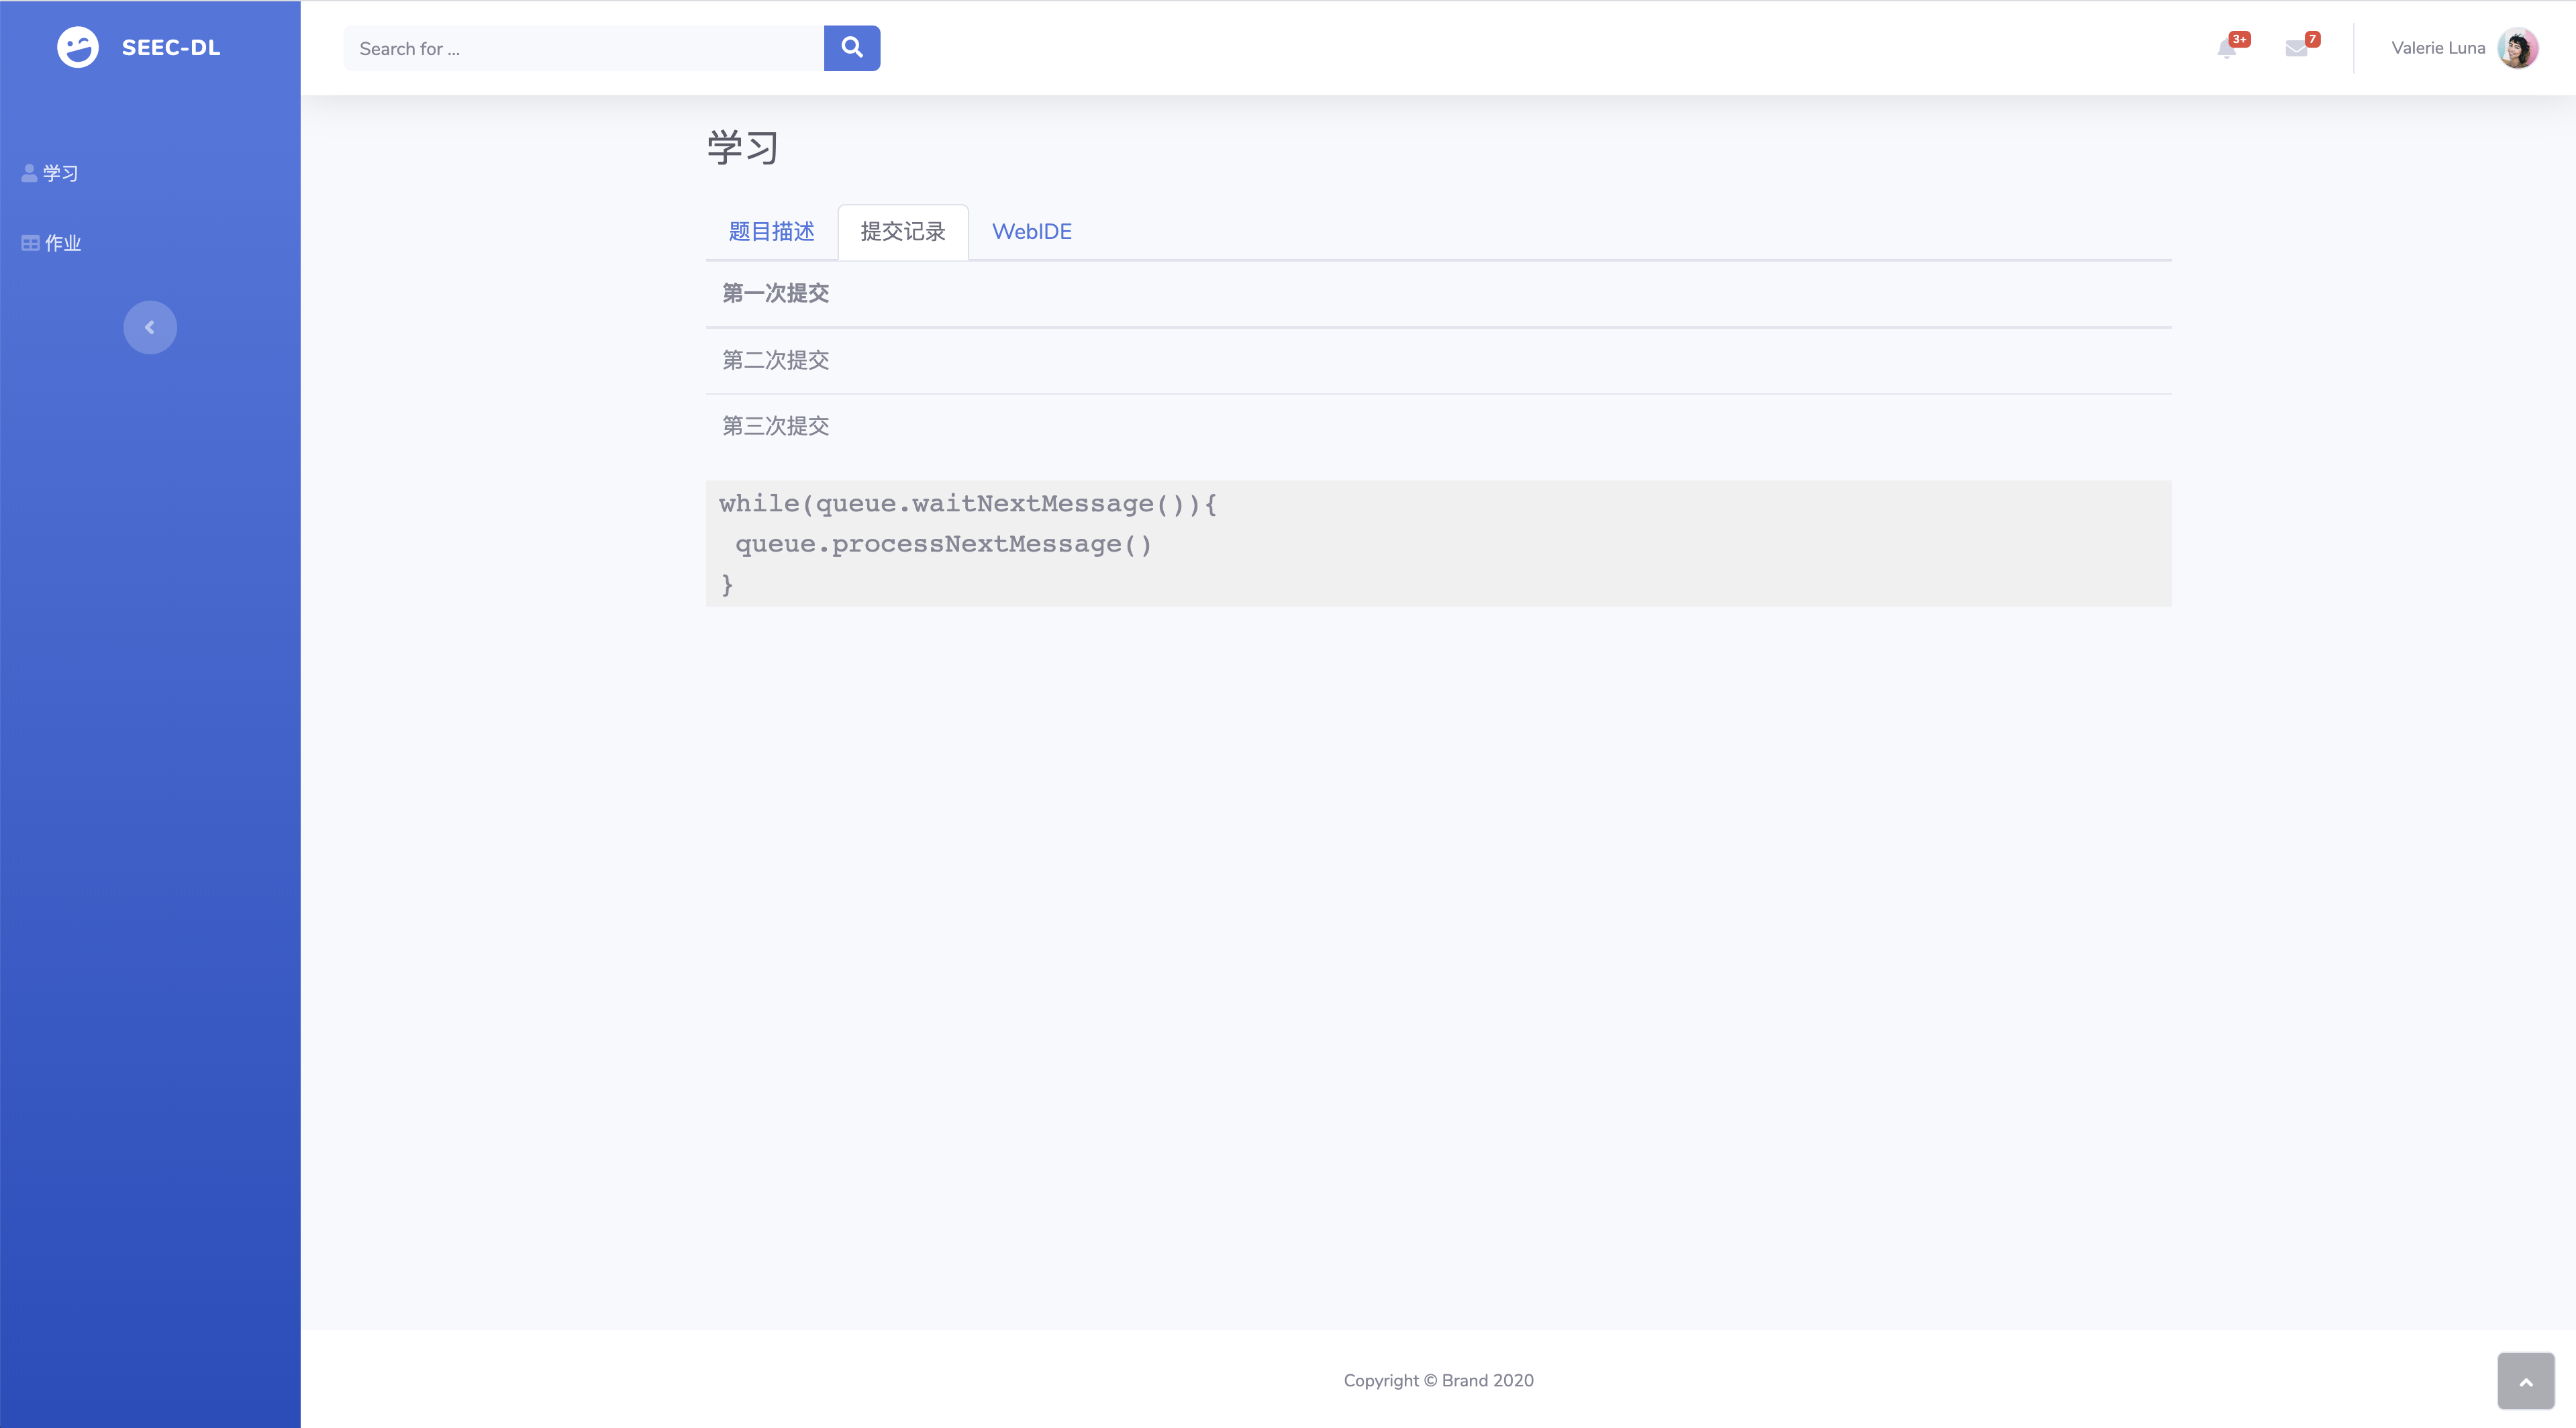 SEEC-DL
Search for ...
3+
7
Valerie Luna
学习
作业
学习
题目描述
提交记录
WebIDE
第一次提交
第二次提交
第三次提交
while(queue.waitNextMessage()){
 queue.processNextMessage()
}
Copyright © Brand 2020